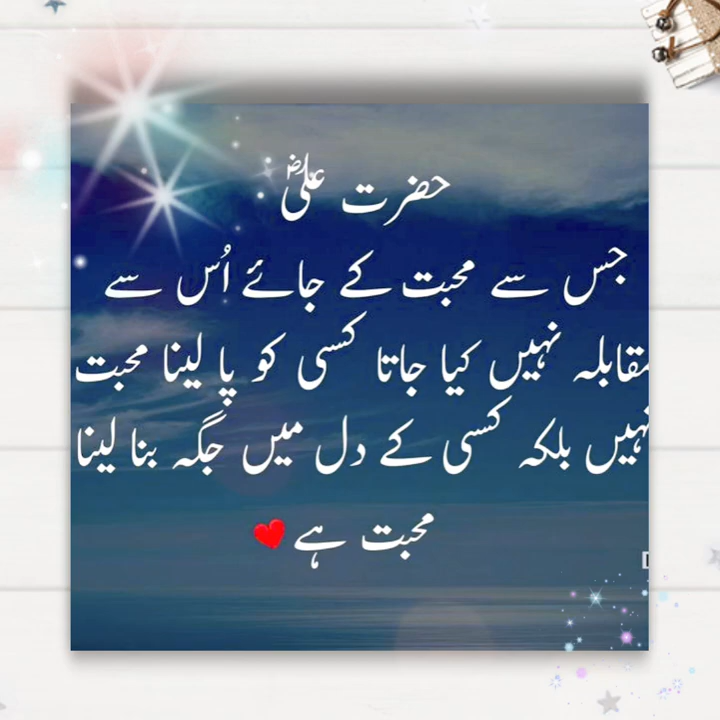 حضرت علیؓ
جس سے محبت کے جائے اُس سے
مقابلہ نہیں کیا جاتا کسی کو پا لینا محبت
نہیں بلکہ کسی کے دل میں جگہ بنا لینا
محبت ہے